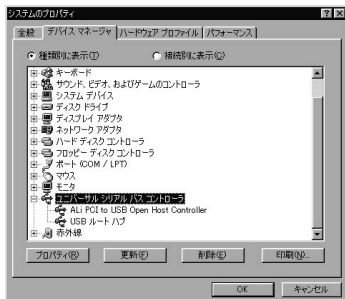 システムのプロパティ
全般 デバイス マネージャ ハードウェア プロファイル パフォーマンス
種類別に表示(T) 接続別に表示(C)
キーボード
サウンド、ビデオ、およびゲームのコントローラ
システム デバイス
ディスク ドライブ
ディスプレイ アダプタ
ネットワーク アダプタ
ハード ディスク コントローラ
フロッピー ディスク コントローラ
ポート (COM / LPT)
マウス
モニタ
ユニバーサル シリアル バス コントローラ
ALi PCI to USB Open Host Controller
USB ルート ハブ
赤外線
プロパティ(R) 更新(F) 削除(E) 印刷(N)...
OK キャンセル